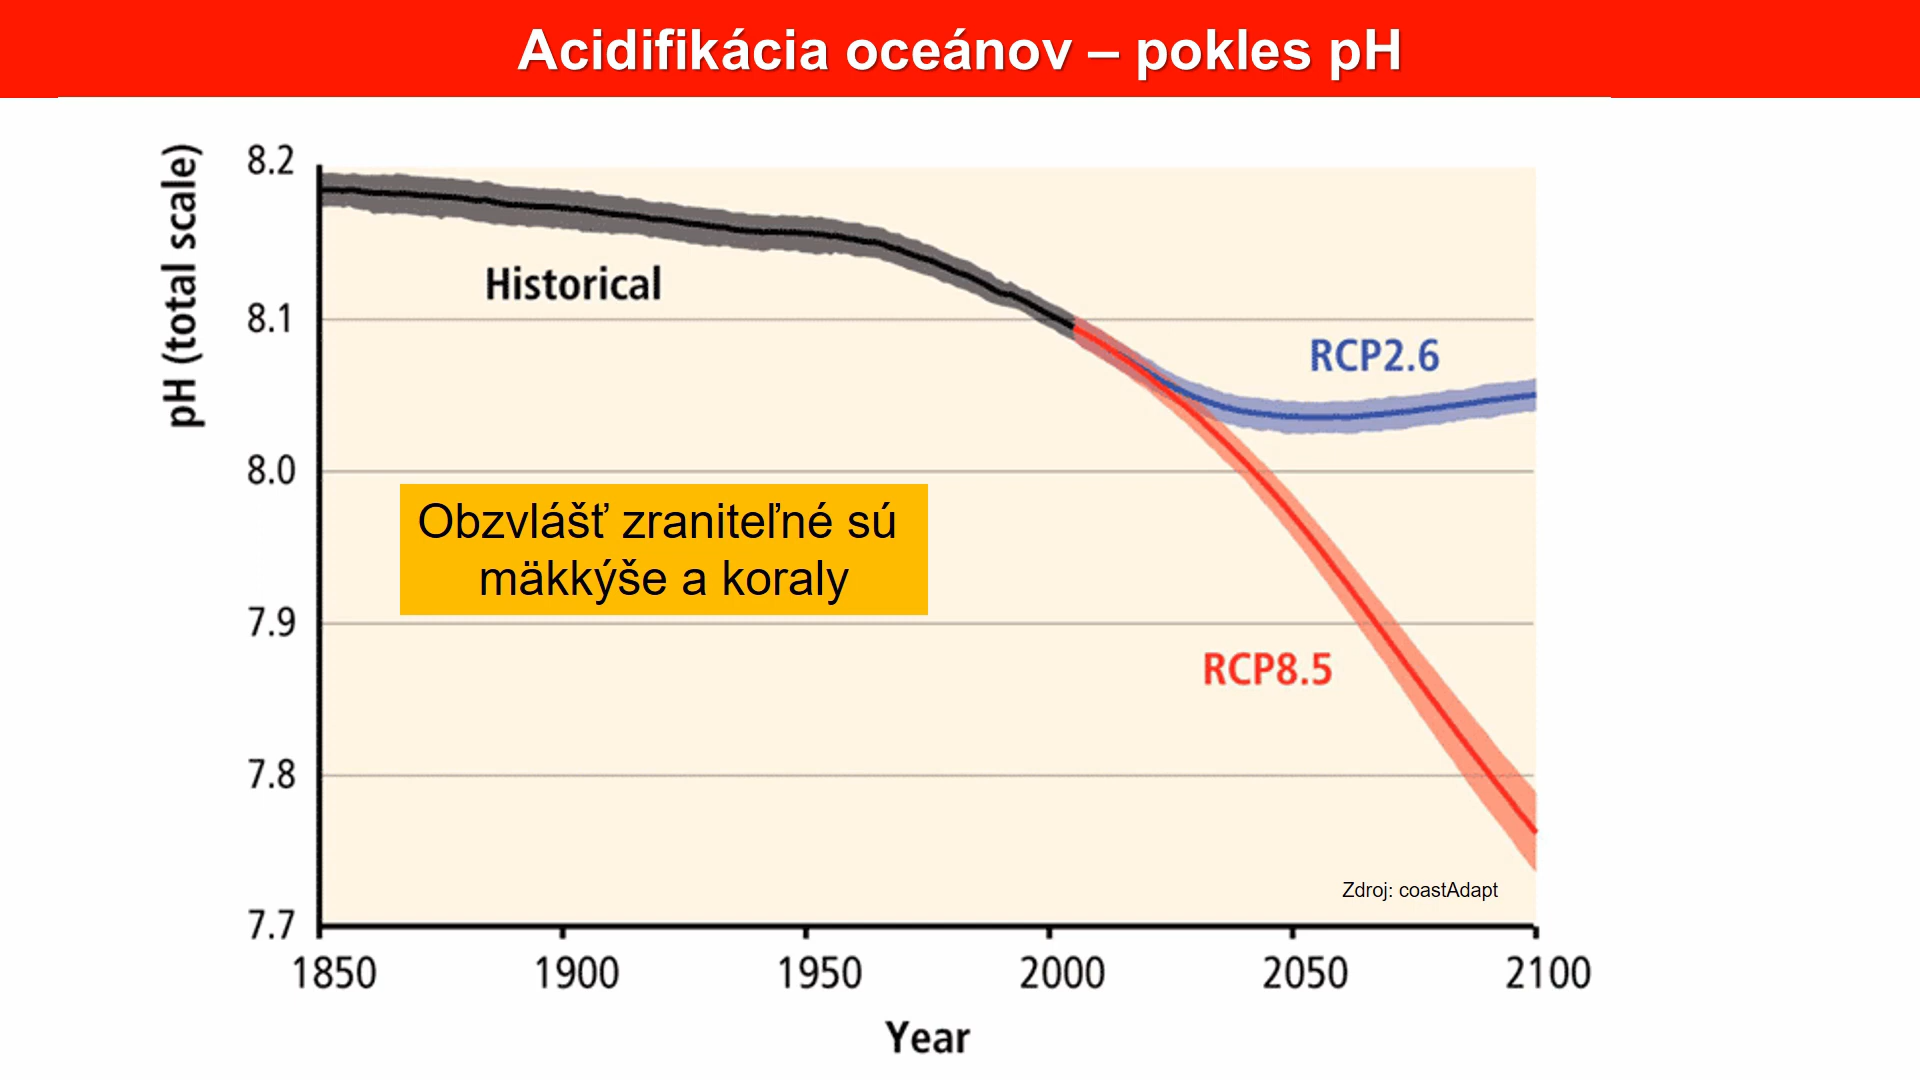 Acidifikácia oceánov – pokles pH
pH (total scale)
8.2
8.1
8.0
7.9
7.8
7.7
Historical
RCP2.6
Obzvlášť zraniteľné sú
mäkkýše a koraly
RCP8.5
Zdroj: coastAdapt
1850
1900
1950
2000
2050
2100
Year